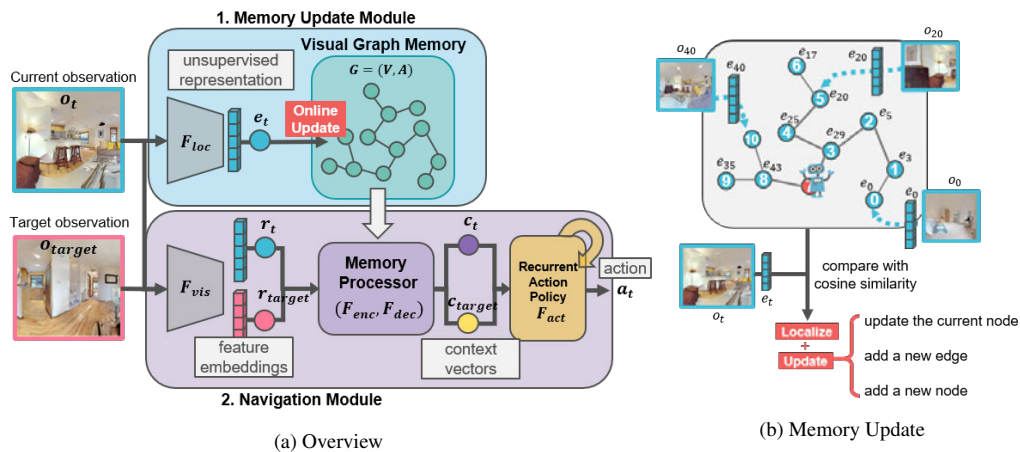 1. Memory Update Module
Visual Graph Memory
G = (V, A)
unsupervised
representation
Current observation
o_t
F_loc
e_t
Online
Update
Target observation
o_target
F_vis
r_t
r_target
feature
embeddings
Memory
Processor
(F_enc, F_dec)
c_t
c_target
context
vectors
Recurrent
Action
Policy
F_act
action
a_t
2. Navigation Module
(a) Overview
o_40
e_40
e_17
6
e_20
o_20
5
e_20
e_25
4
e_29
3
2
e_5
10
e_3
1
e_35
9
e_43
8
e_0
0
e_0
o_0
o_t
e_t
compare with
cosine similarity
Localize
+
Update
update the current node
add a new edge
add a new node
(b) Memory Update